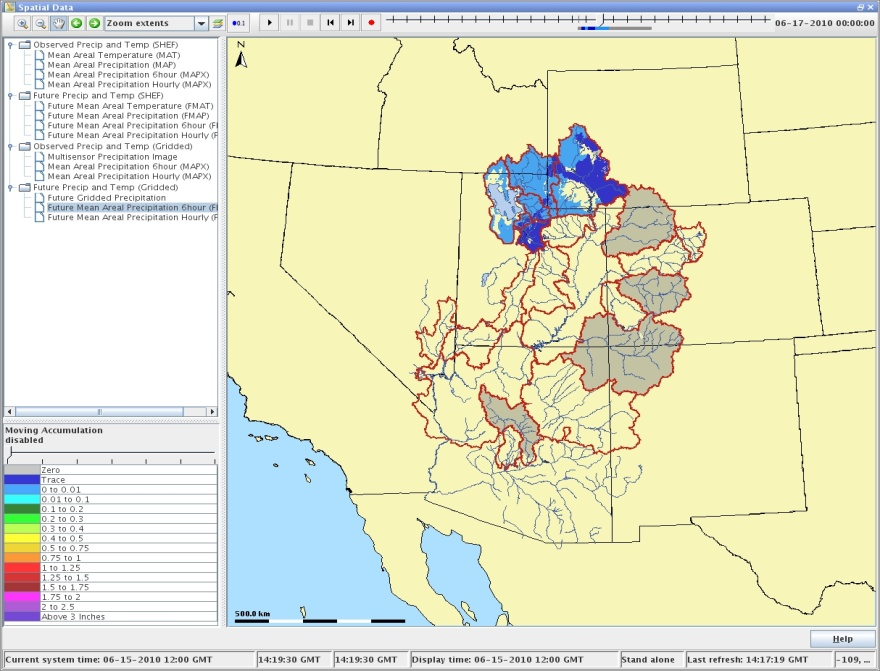 Spatial Data
Zoom extents
0.1
06-17-2010 00:00:00
Observed Precip and Temp (SHEF)
Mean Areal Temperature (MAT)
Mean Areal Precipitation (MAP)
Mean Areal Precipitation 6hour (MAPX)
Mean Areal Precipitation Hourly (MAPX)
Future Precip and Temp (SHEF)
Future Mean Areal Temperature (FMAT)
Future Mean Areal Precipitation (FMAP)
Future Mean Areal Precipitation 6hour (F
Future Mean Areal Precipitation Hourly (F
Observed Precip and Temp (Gridded)
Multisensor Precipitation Image
Mean Areal Precipitation 6hour (MAPX)
Mean Areal Precipitation Hourly (MAPX)
Future Precip and Temp (Gridded)
Future Gridded Precipitation
Future Mean Areal Precipitation 6hour (F
Future Mean Areal Precipitation Hourly (F
N
Moving Accumulation
disabled
Zero
Trace
0 to 0.01
0.01 to 0.1
0.1 to 0.2
0.2 to 0.3
0.3 to 0.4
0.4 to 0.5
0.5 to 0.75
0.75 to 1
1 to 1.25
1.25 to 1.5
1.5 to 1.75
1.75 to 2
2 to 2.5
Above 3 Inches
500.0 km
Help
Current system time: 06-15-2010 12:00 GMT
14:19:30 GMT
14:19:30 GMT
Display time: 06-15-2010 12:00 GMT
Stand alone
Last refresh: 14:17:19 GMT
-109, ...